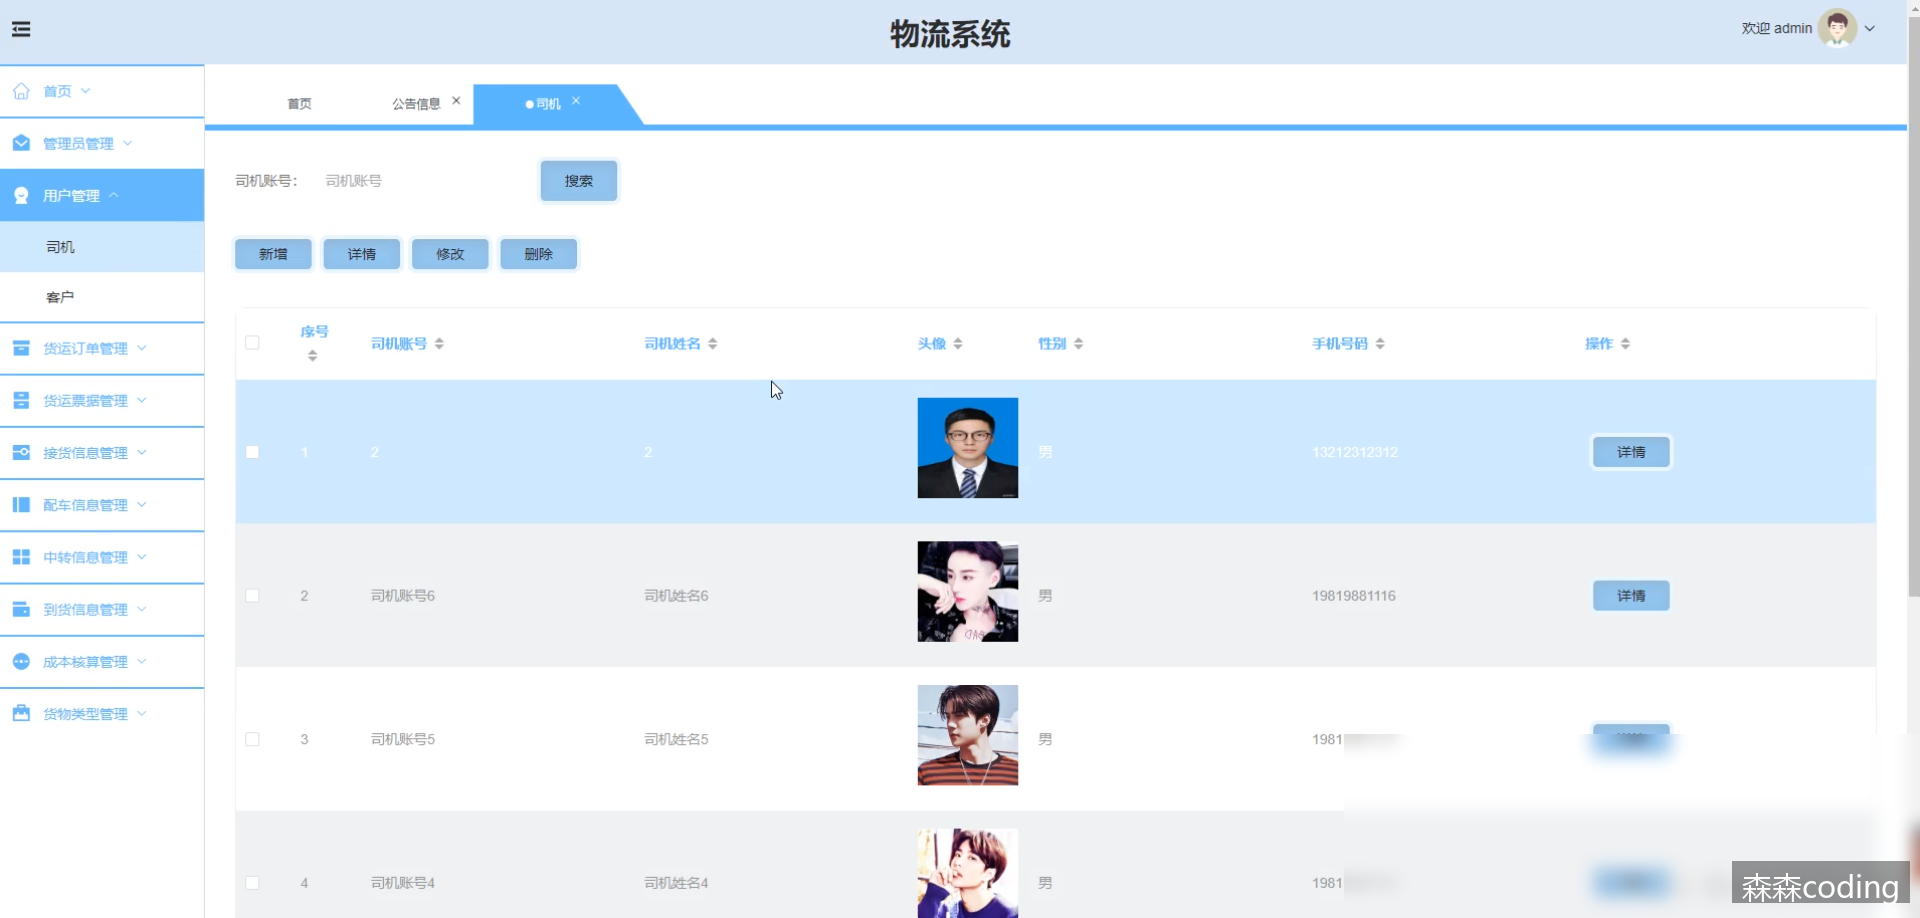 物流系统
欢迎 admin
首页
管理员管理
用户管理
司机
客户
货运订单管理
货运票据管理
接货信息管理
配车信息管理
中转信息管理
到货信息管理
成本核算管理
货物类型管理
首页 公告信息 司机
司机账号： 司机账号 搜索
新增 详情 修改 删除
序号 司机账号 司机姓名 头像 性别 手机号码 操作
1 2 2 男 13212312312 详情
2 司机账号6 司机姓名6 男 19819881116 详情
3 司机账号5 司机姓名5 男 1981
4 司机账号4 司机姓名4 男 1981
森森coding